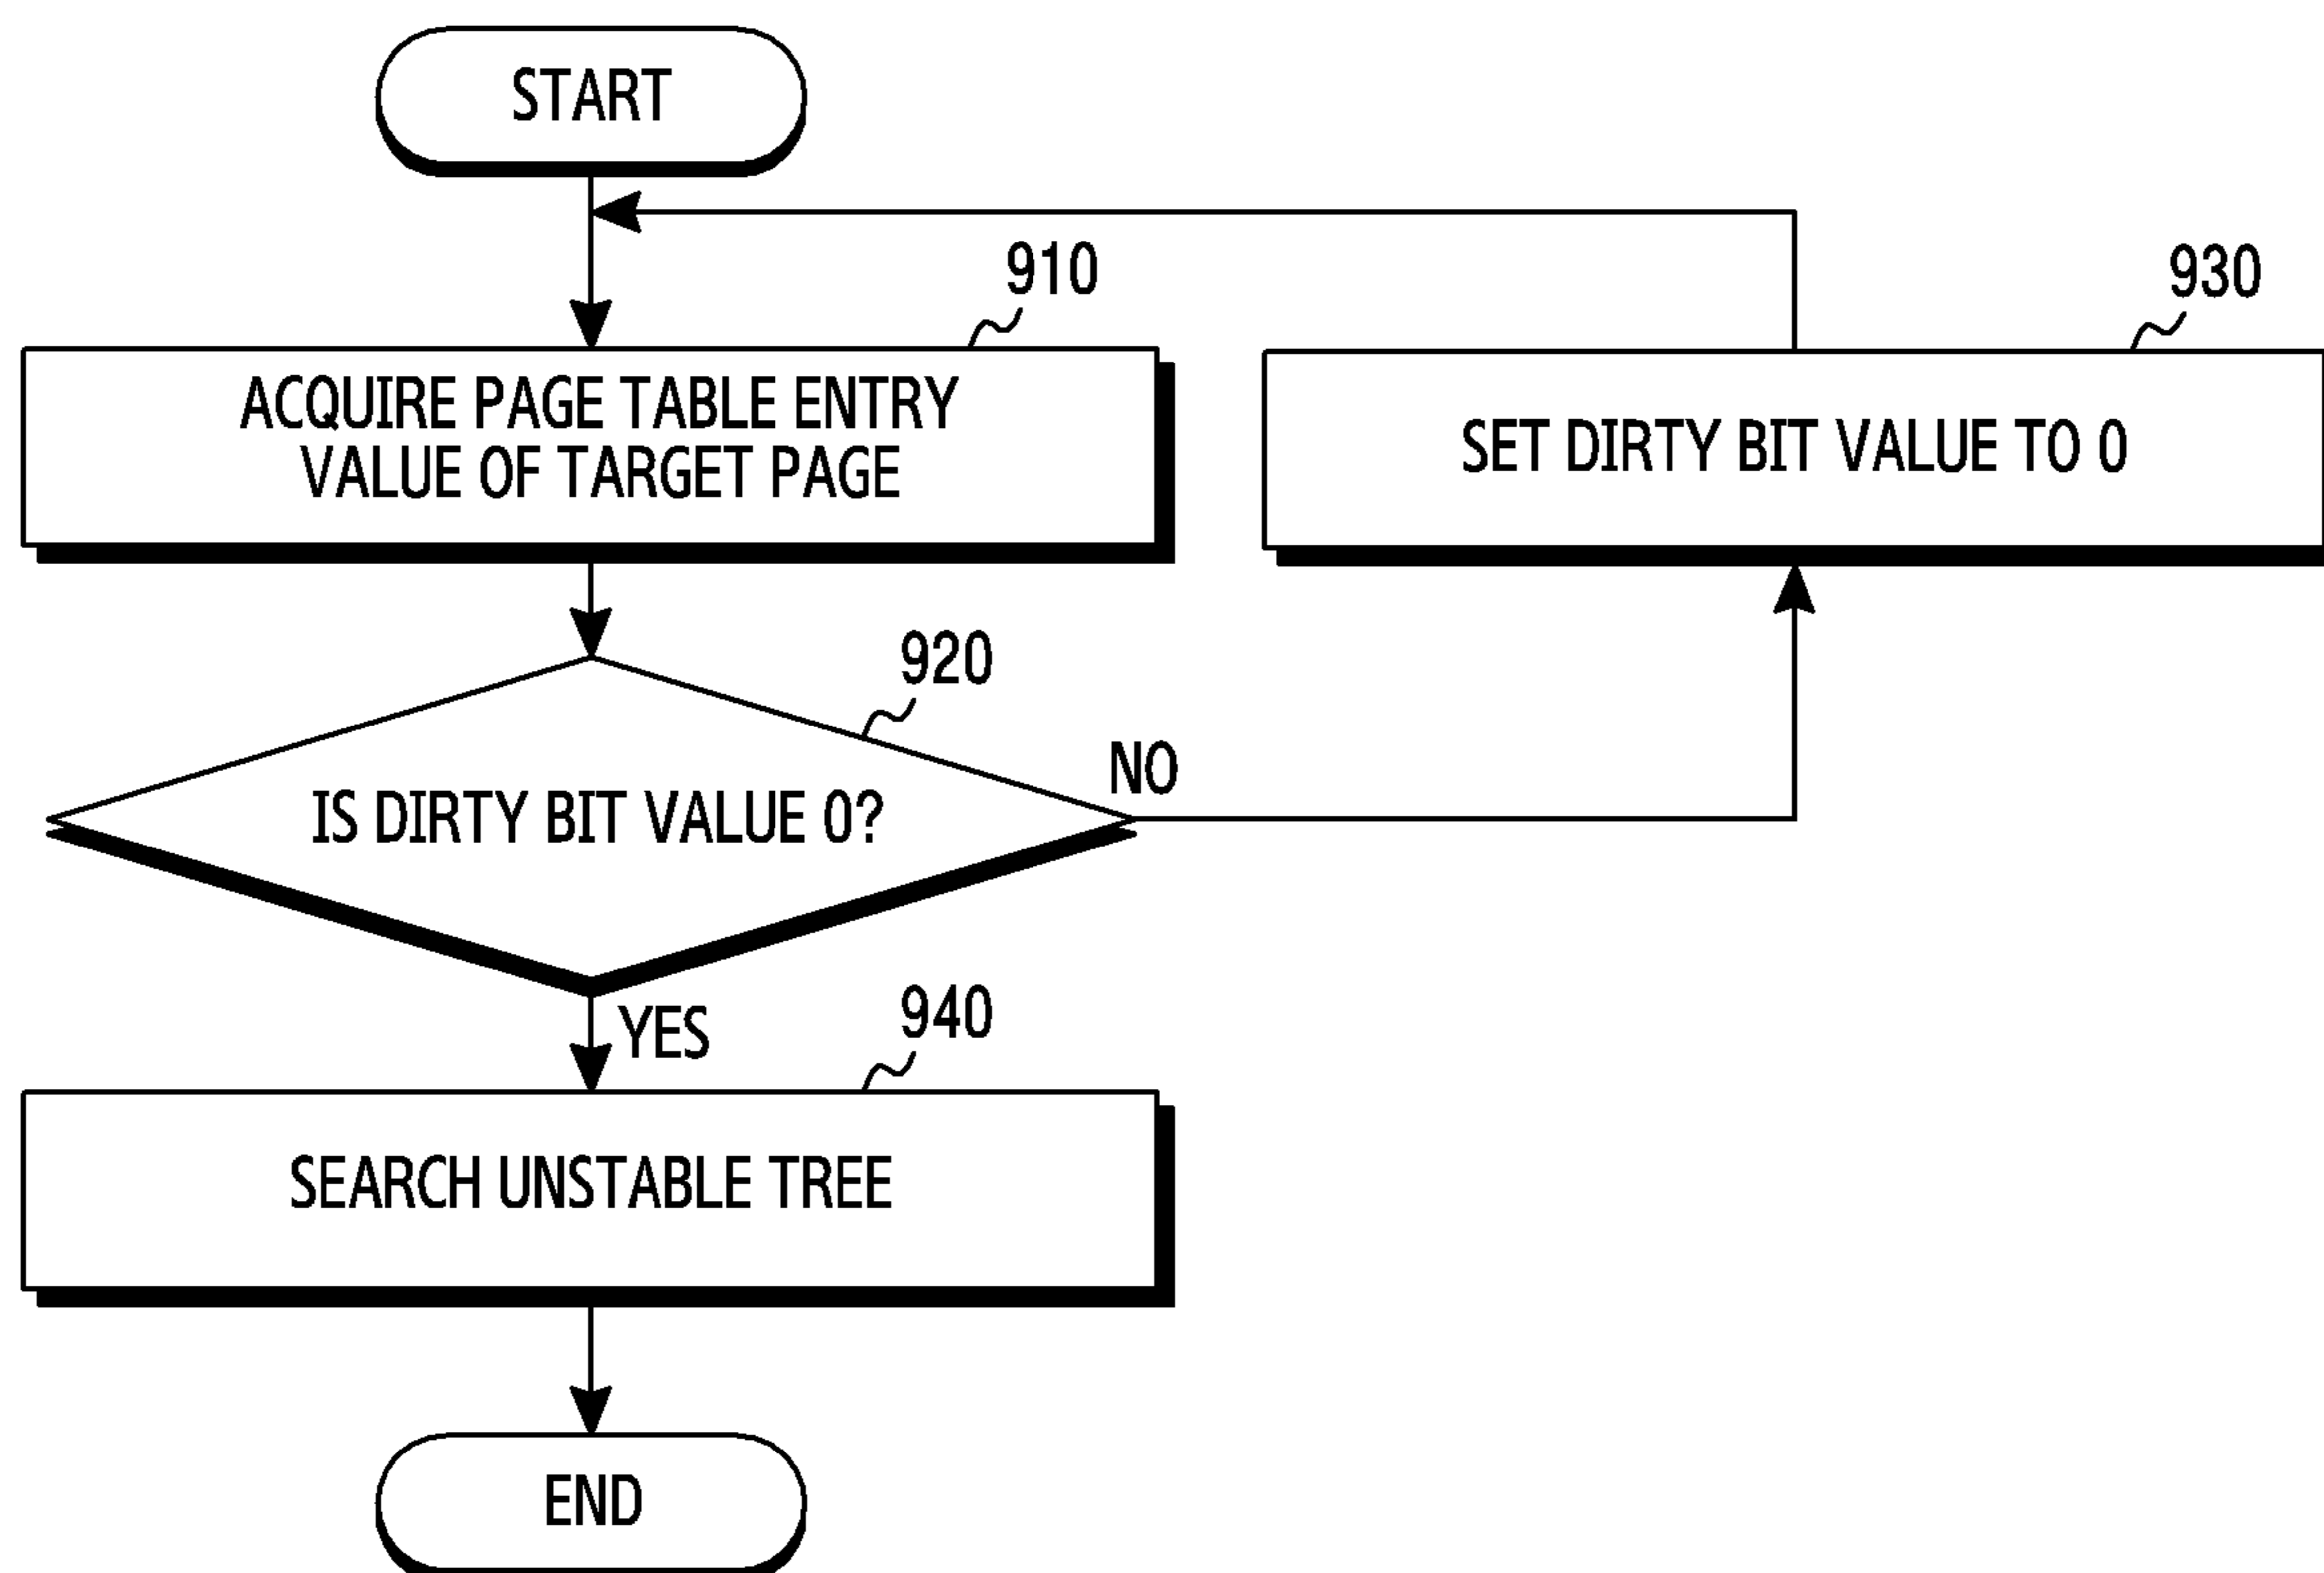 START
910
ACQUIRE PAGE TABLE ENTRY
VALUE OF TARGET PAGE
930
SET DIRTY BIT VALUE TO 0
920
IS DIRTY BIT VALUE 0?
NO
YES
940
SEARCH UNSTABLE TREE
END